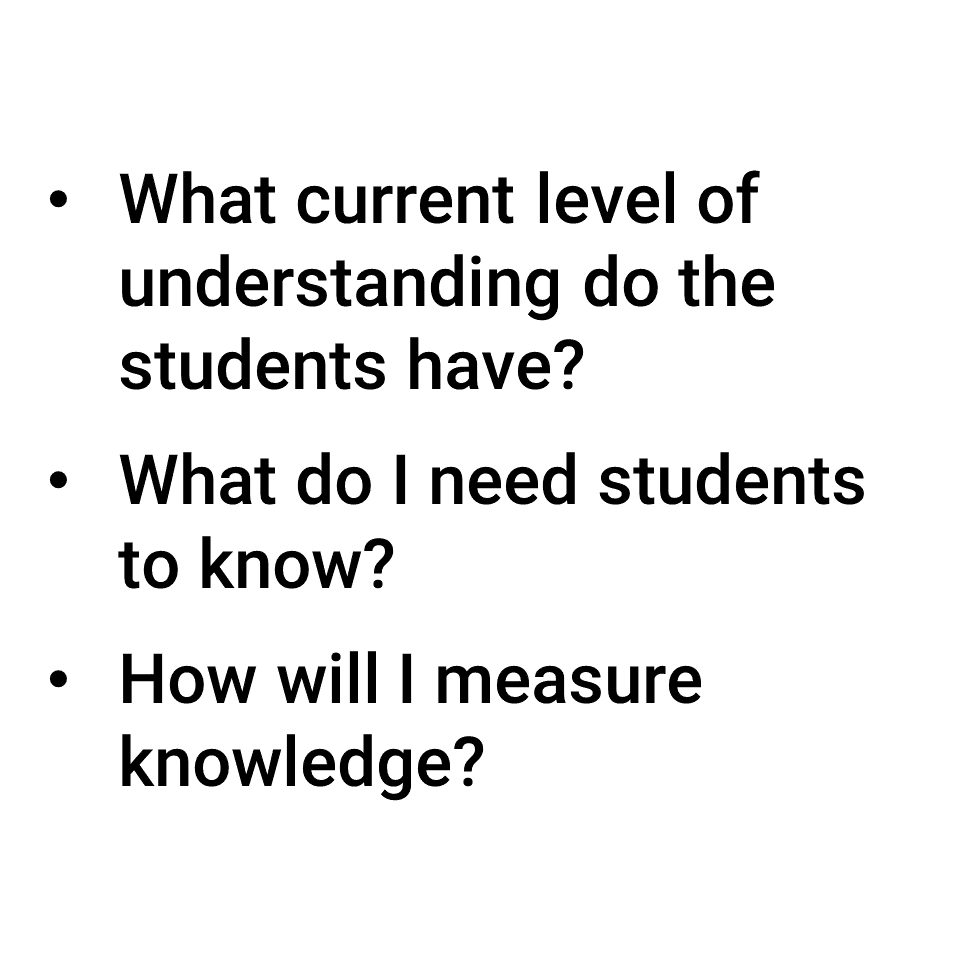 • What current level of
understanding do the
students have?
• What do I need students
to know?
• How will I measure
knowledge?